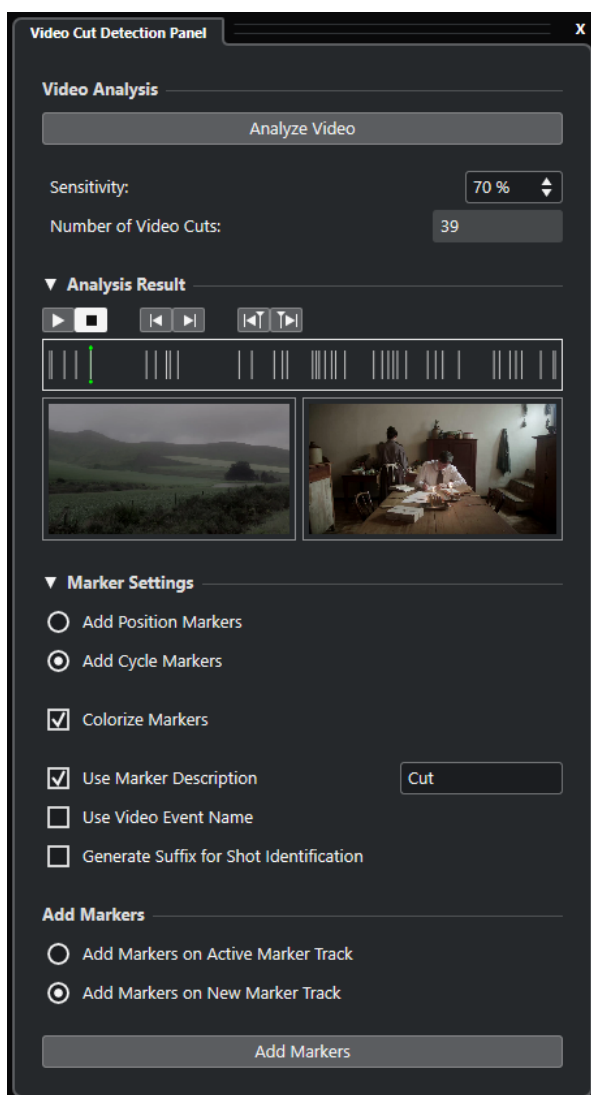 Video Cut Detection Panel
X
Video Analysis
Analyze Video
Sensitivity:
70 %
Number of Video Cuts:
39
Analysis Result
Marker Settings
Add Position Markers
Add Cycle Markers
Colorize Markers
Use Marker Description
Cut
Use Video Event Name
Generate Suffix for Shot Identification
Add Markers
Add Markers on Active Marker Track
Add Markers on New Marker Track
Add Markers